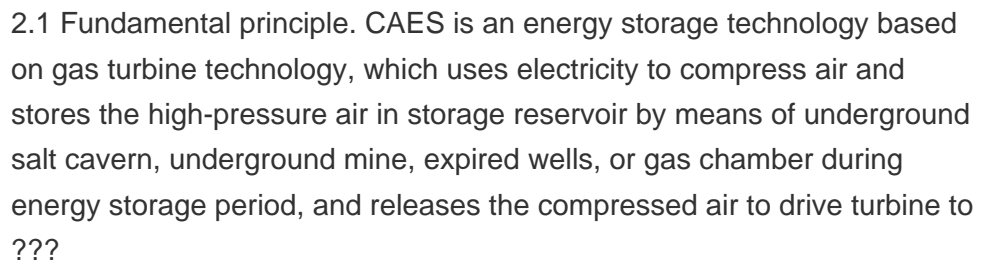 2.1 Fundamental principle. CAES is an energy storage technology based
on gas turbine technology, which uses electricity to compress air and
stores the high-pressure air in storage reservoir by means of underground
salt cavern, underground mine, expired wells, or gas chamber during
energy storage period, and releases the compressed air to drive turbine to
???